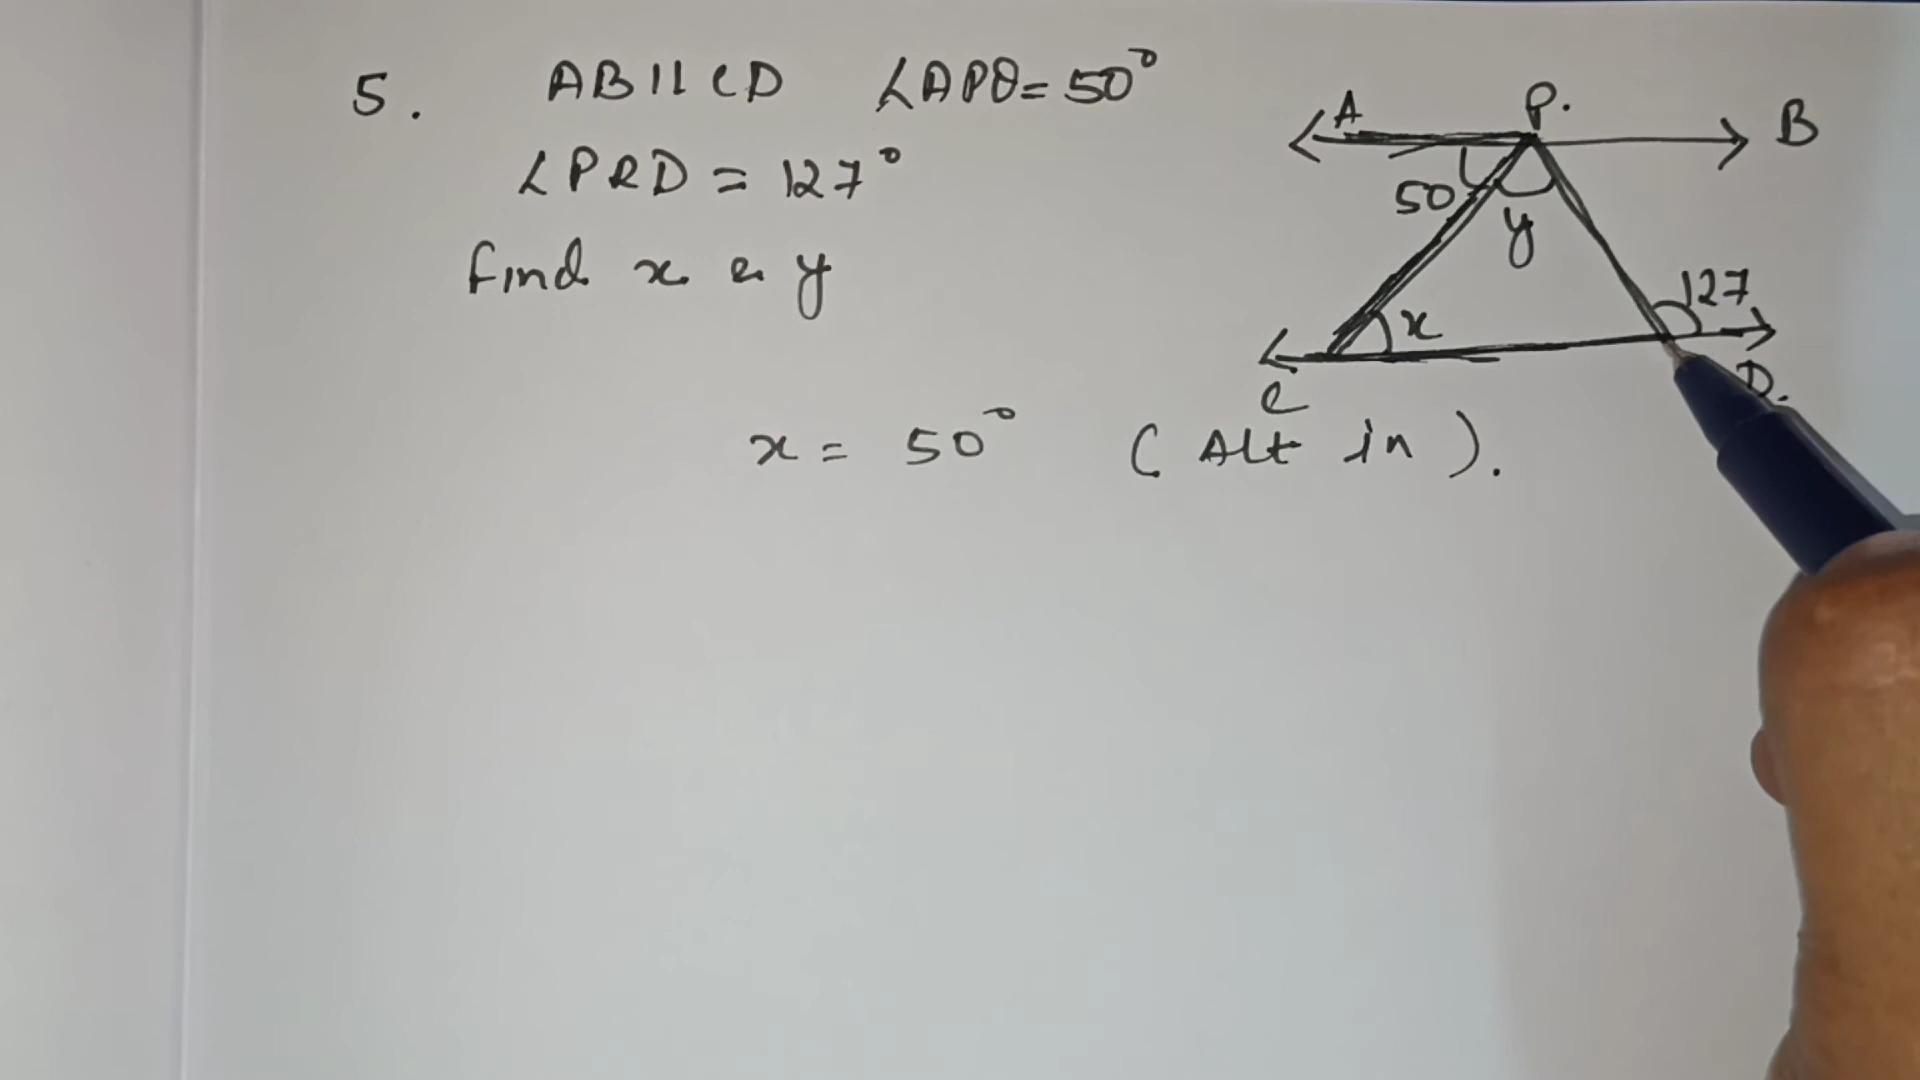 5. AB || CD ∠APQ = 50°
∠PRD = 127°
Find x & y
A P. B
50 y
x 127
C D.
x = 50° (Alt in).